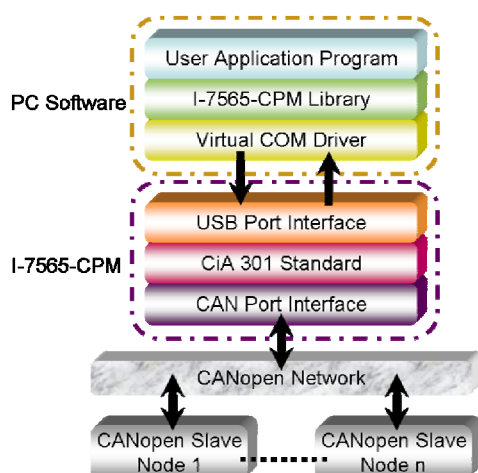 User Application Program
PC Software
I-7565-CPM Library
Virtual COM Driver
USB Port Interface
I-7565-CPM
CiA 301 Standard
CAN Port Interface
CANopen Network
CANopen Slave
Node 1
CANopen Slave
Node n